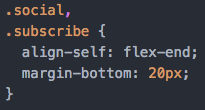 .social,
.subscribe {
  align-self: flex-end;
  margin-bottom: 20px;
}